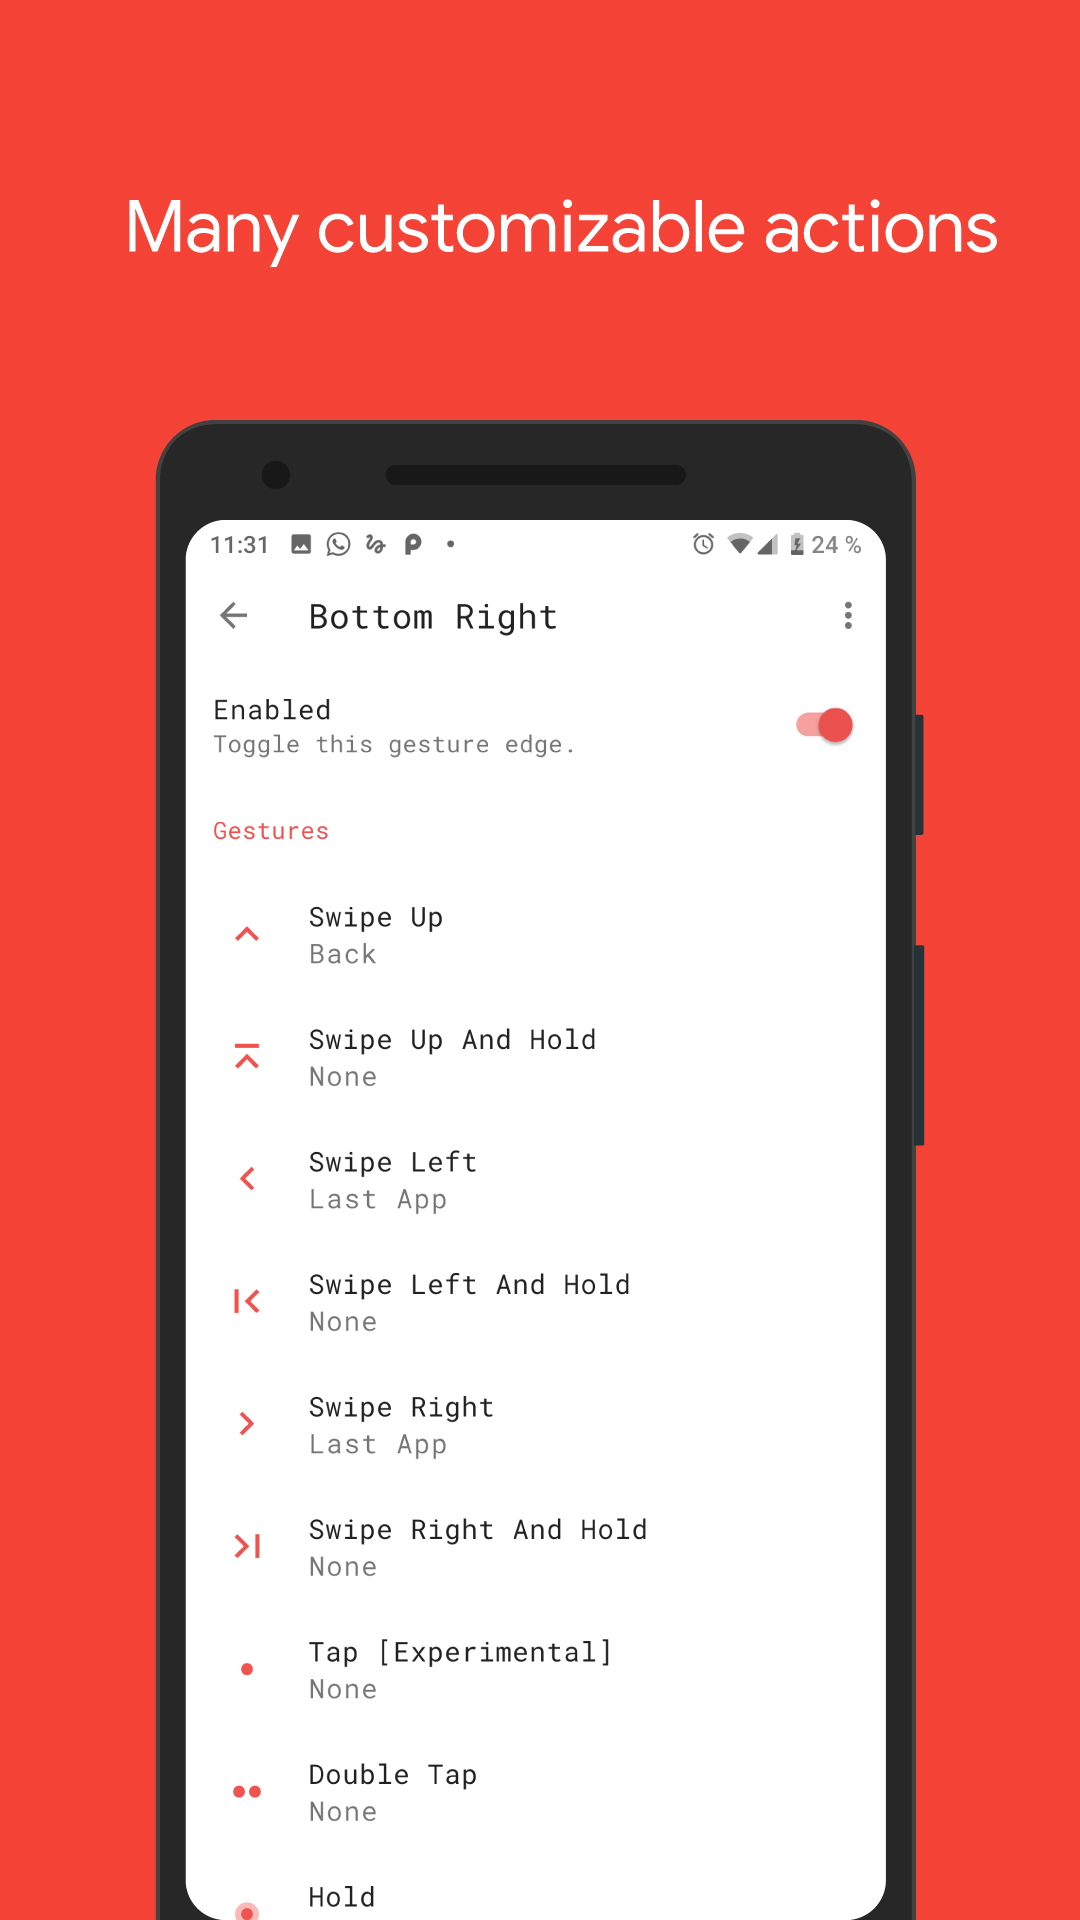 Many customizable actions
11:31
24 %
Bottom Right
Enabled
Toggle this gesture edge.
Gestures
Swipe Up
Back
Swipe Up And Hold
None
Swipe Left
Last App
Swipe Left And Hold
None
Swipe Right
Last App
Swipe Right And Hold
None
Tap [Experimental]
None
Double Tap
None
Hold